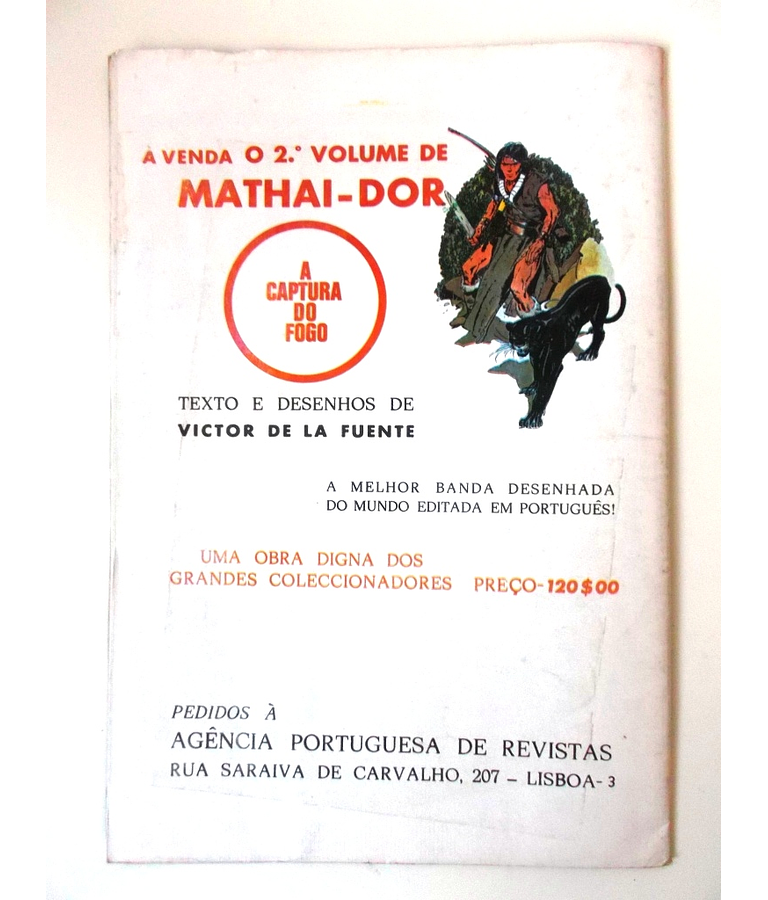 À VENDA O 2.º VOLUME DE
MATHAI-DOR
A
CAPTURA
DO
FOGO
TEXTO E DESENHOS DE
VICTOR DE LA FUENTE
A MELHOR BANDA DESENHADA
DO MUNDO EDITADA EM PORTUGUÊS!
UMA OBRA DIGNA DOS
GRANDES COLECCIONADORES PREÇO-120$00
PEDIDOS À
AGÊNCIA PORTUGUESA DE REVISTAS
RUA SARAIVA DE CARVALHO, 207 – LISBOA-3